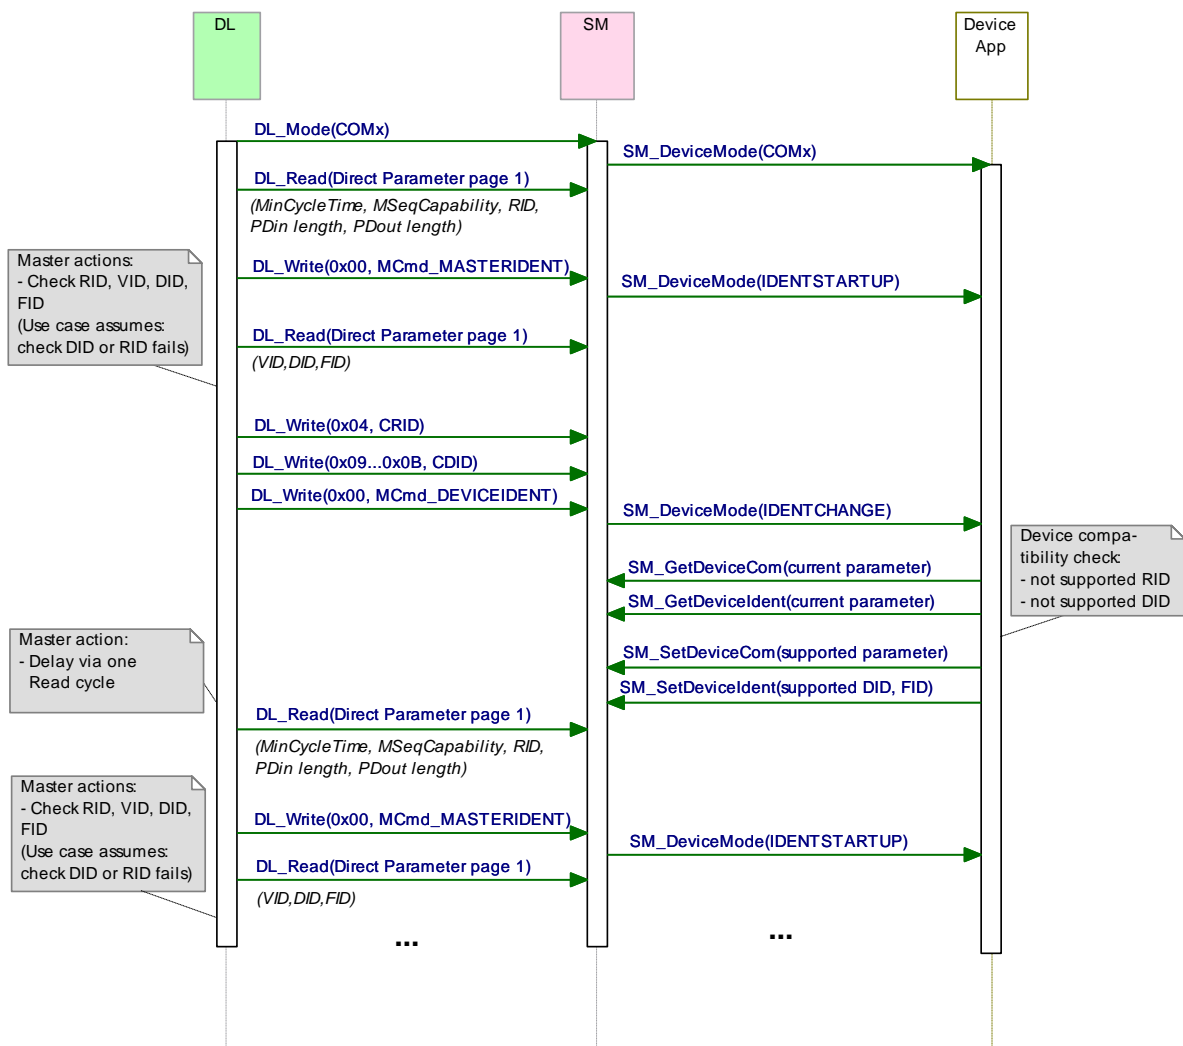 DL
SM
Device
App
DL_Mode(COMx)
SM_DeviceMode(COMx)
DL_Read(Direct Parameter page 1)
(MinCycleTime, MSeqCapability, RID,
PDin length, PDout length)
Master actions:
- Check RID, VID, DID,
FID
(Use case assumes:
check DID or RID fails)
DL_Write(0x00, MCmd_MASTERIDENT)
SM_DeviceMode(IDENTSTARTUP)
DL_Read(Direct Parameter page 1)
(VID,DID,FID)
DL_Write(0x04, CRID)
DL_Write(0x09...0x0B, CDID)
DL_Write(0x00, MCmd_DEVICEIDENT)
SM_DeviceMode(IDENTCHANGE)
Device compa-
tibility check:
- not supported RID
- not supported DID
SM_GetDeviceCom(current parameter)
SM_GetDeviceIdent(current parameter)
SM_SetDeviceCom(supported parameter)
SM_SetDeviceIdent(supported DID, FID)
Master action:
- Delay via one
Read cycle
DL_Read(Direct Parameter page 1)
(MinCycleTime, MSeqCapability, RID,
PDin length, PDout length)
Master actions:
- Check RID, VID, DID,
FID
(Use case assumes:
check DID or RID fails)
DL_Write(0x00, MCmd_MASTERIDENT)
SM_DeviceMode(IDENTSTARTUP)
DL_Read(Direct Parameter page 1)
(VID,DID,FID)
...
...